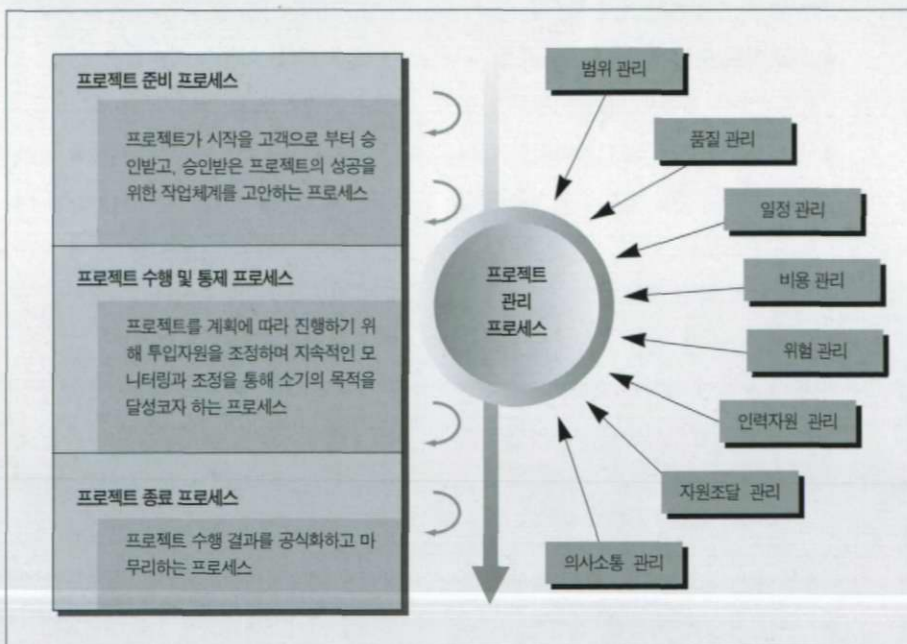 프로젝트 준비 프로세스
프로젝트가 시작을 고객으로 부터 승
인받고, 승인받은 프로젝트의 성공을
위한 작업체계를 고안하는 프로세스
프로젝트 수행 및 통제 프로세스
프로젝트를 계획에 따라 진행하기 위
해 투입자원을 조정하며 지속적인 모
니터링과 조정을 통해 소기의 목적을
달성코자 하는 프로세스
프로젝트 종료 프로세스
프로젝트 수행 결과를 공식화하고 마
무리하는 프로세스
프로젝트
관리
프로세스
범위 관리
품질 관리
일정 관리
비용 관리
위험 관리
인력자원 관리
자원조달 관리
의사소통 관리